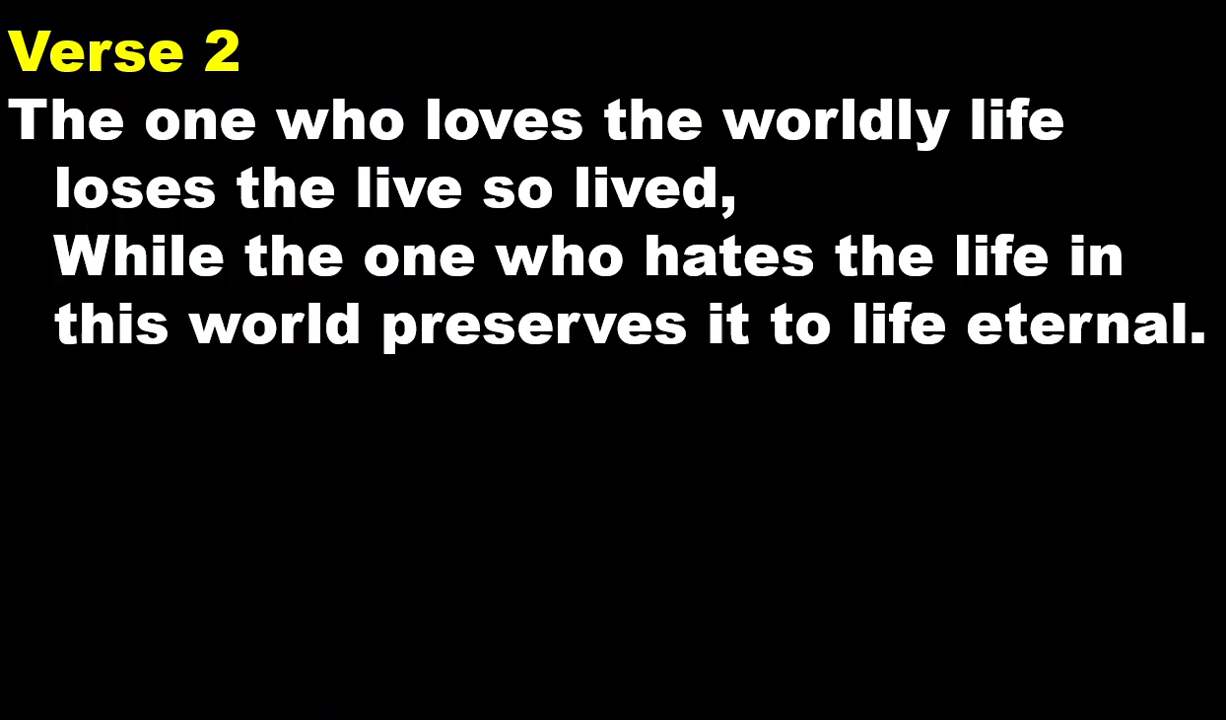 Verse 2
The one who loves the worldly life
loses the live so lived,
While the one who hates the life in
this world preserves it to life eternal.